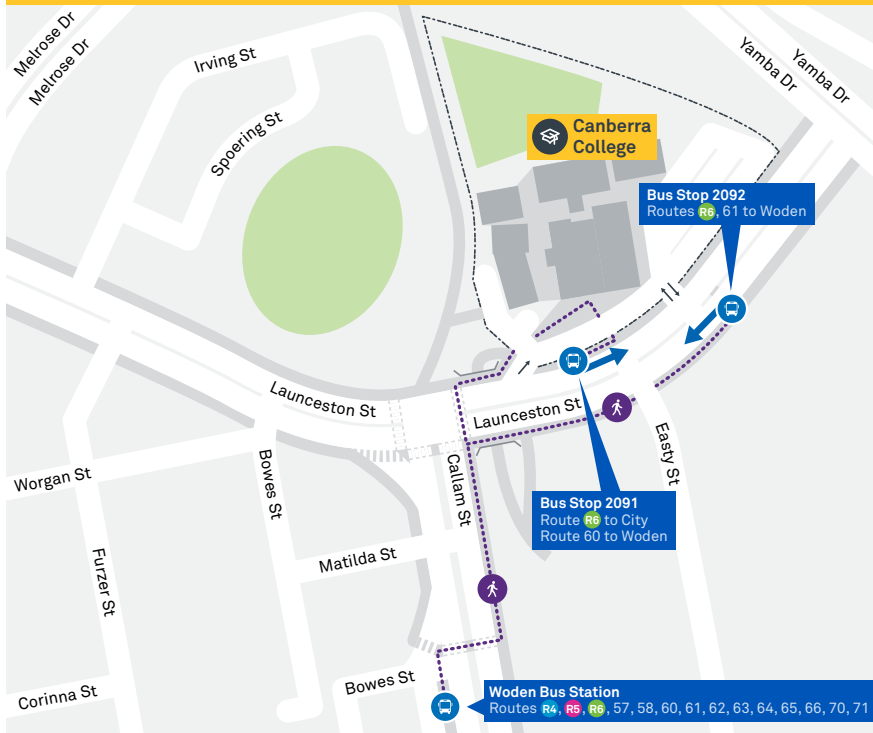 Melrose Dr
Melrose Dr
Irving St
Spoering St
Yamba Dr
Yamba Dr
Canberra
College
Bus Stop 2092
Routes R6, 61 to Woden
Launceston St
Launceston St
Worgan St
Bowes St
Callam St
Easty St
Bus Stop 2091
Route R6 to City
Route 60 to Woden
Furzer St
Matilda St
Corinna St
Bowes St
Woden Bus Station
Routes R4, R5, R6, 57, 58, 60, 61, 62, 63, 64, 65, 66, 70, 71